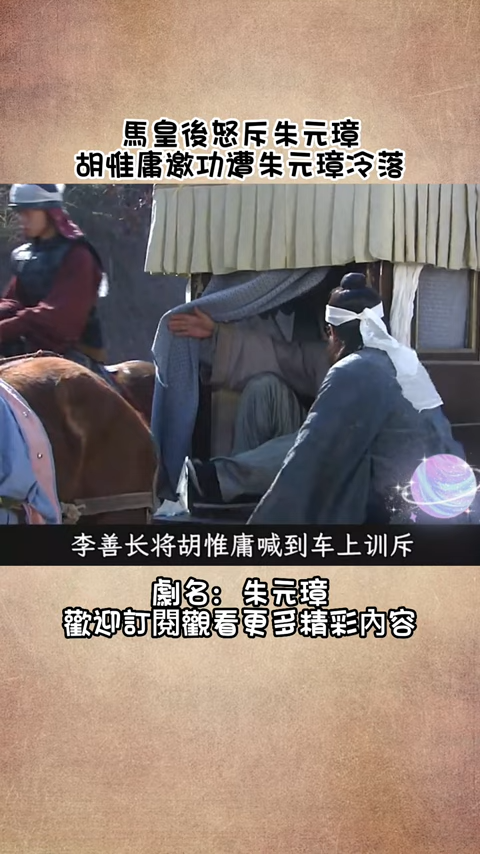 馬皇後怒斥朱元璋
胡惟庸邀功遭朱元璋冷落
李善长将胡惟庸喊到车上训斥
劇名：朱元璋
歡迎訂閱觀看更多精彩內容